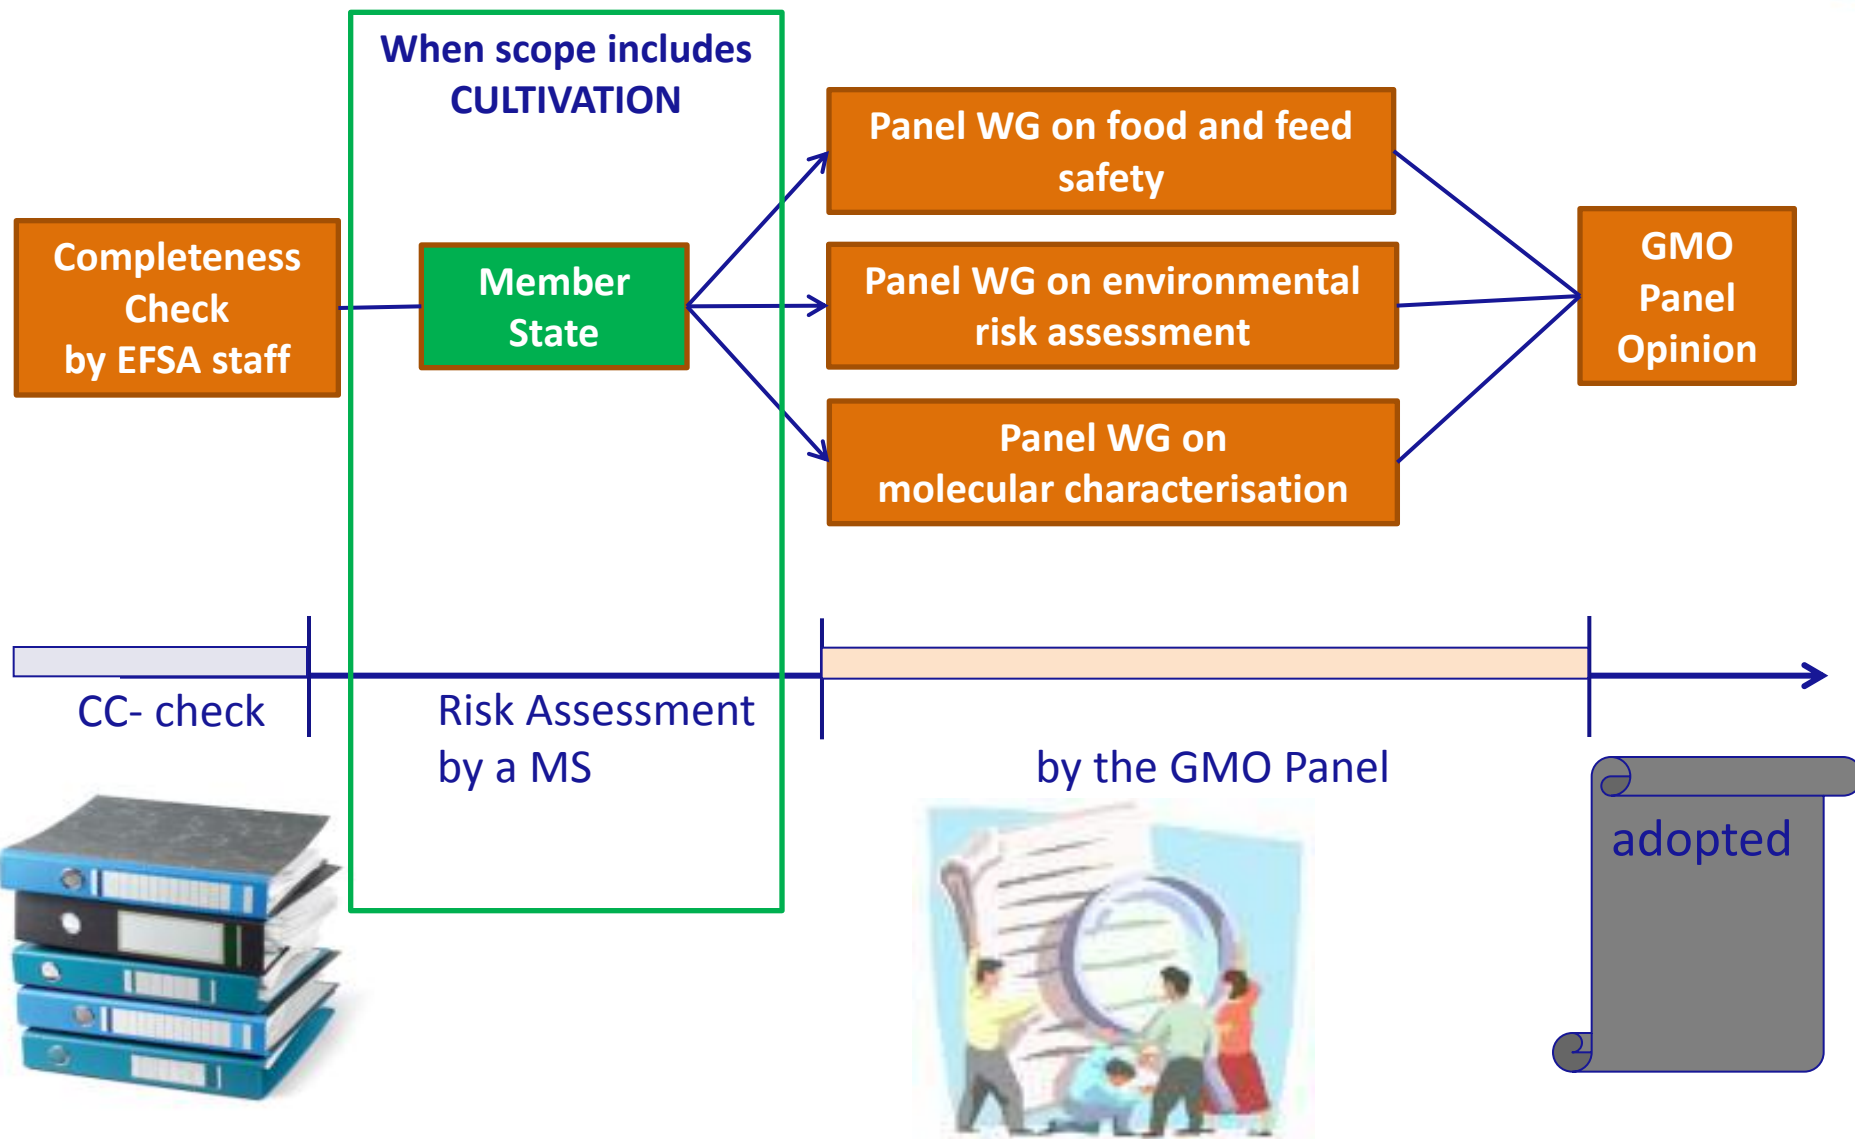 When scope includes
CULTIVATION
Completeness
Check
by EFSA staff
Member
State
Panel WG on food and feed
safety
Panel WG on environmental
risk assessment
Panel WG on
molecular characterisation
GMO
Panel
Opinion
CC- check
Risk Assessment
by a MS
by the GMO Panel
adopted